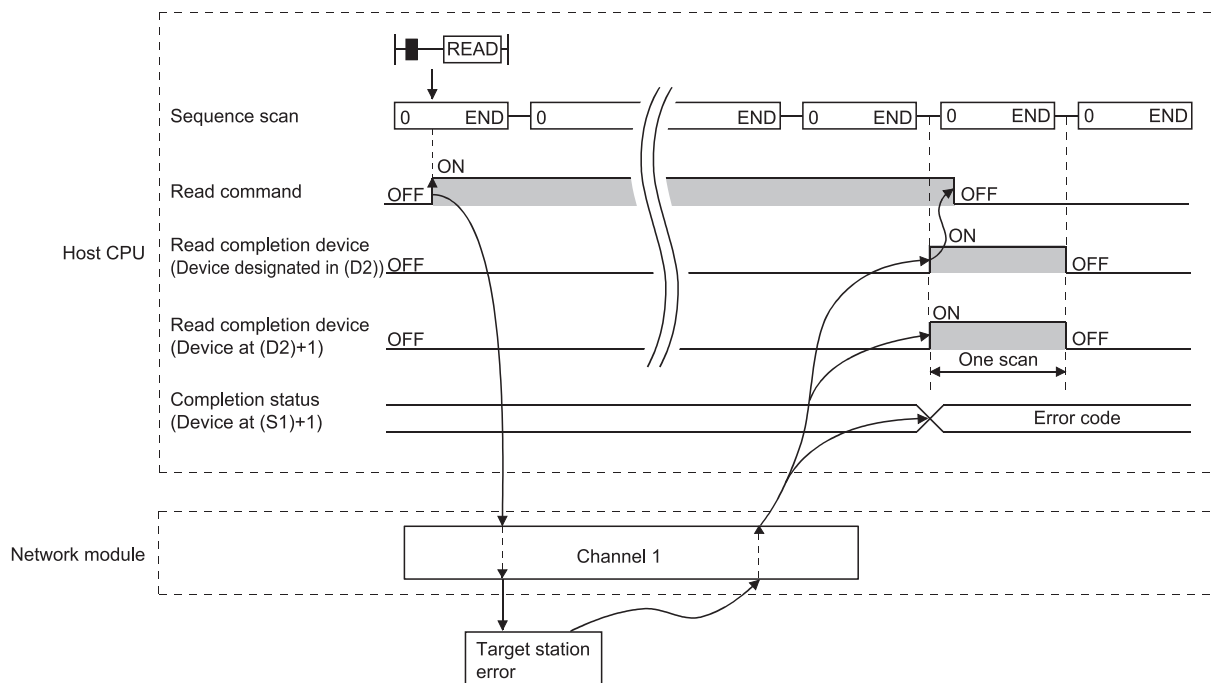 READ
Sequence scan
0 END 0 END 0 END 0 END 0 END
ON
Read command
OFF OFF
Host CPU
Read completion device
(Device designated in (D2))
ON
OFF OFF
Read completion device
(Device at (D2)+1)
ON
OFF OFF
One scan
Completion status
(Device at (S1)+1)
Error code
Network module
Channel 1
Target station
error